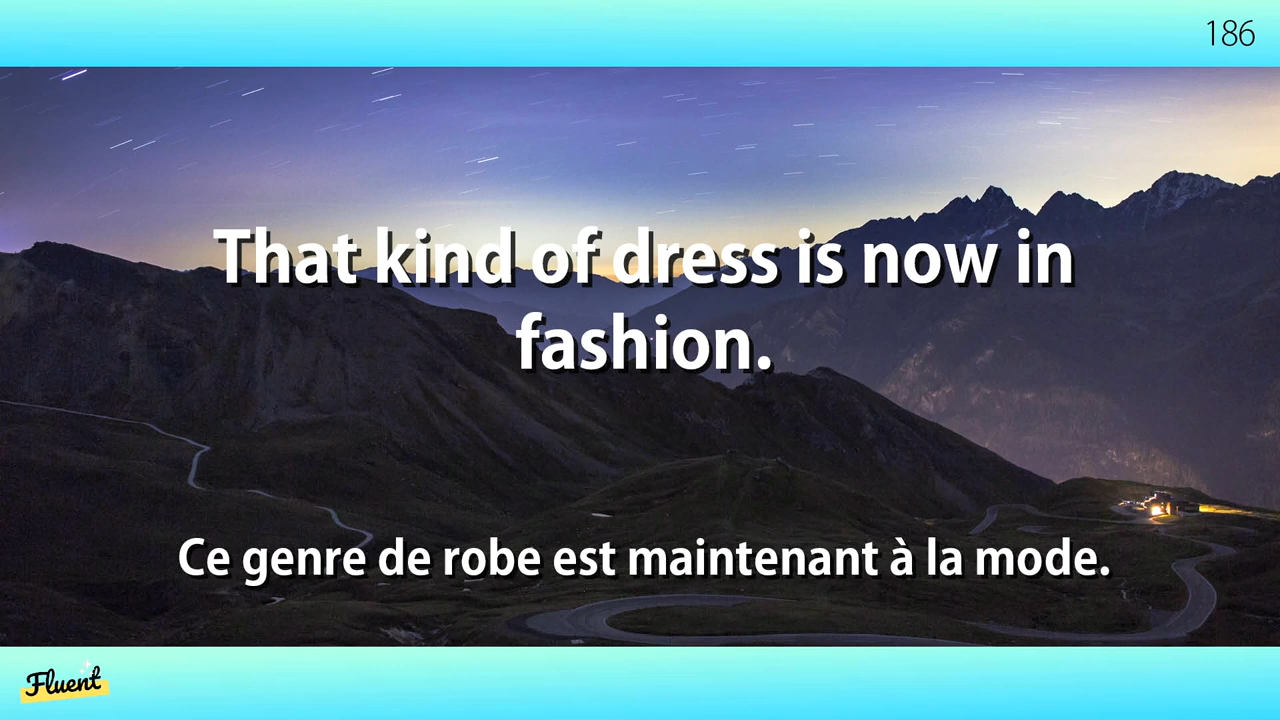 186
That kind of dress is now in
fashion.
Ce genre de robe est maintenant à la mode.
Fluent